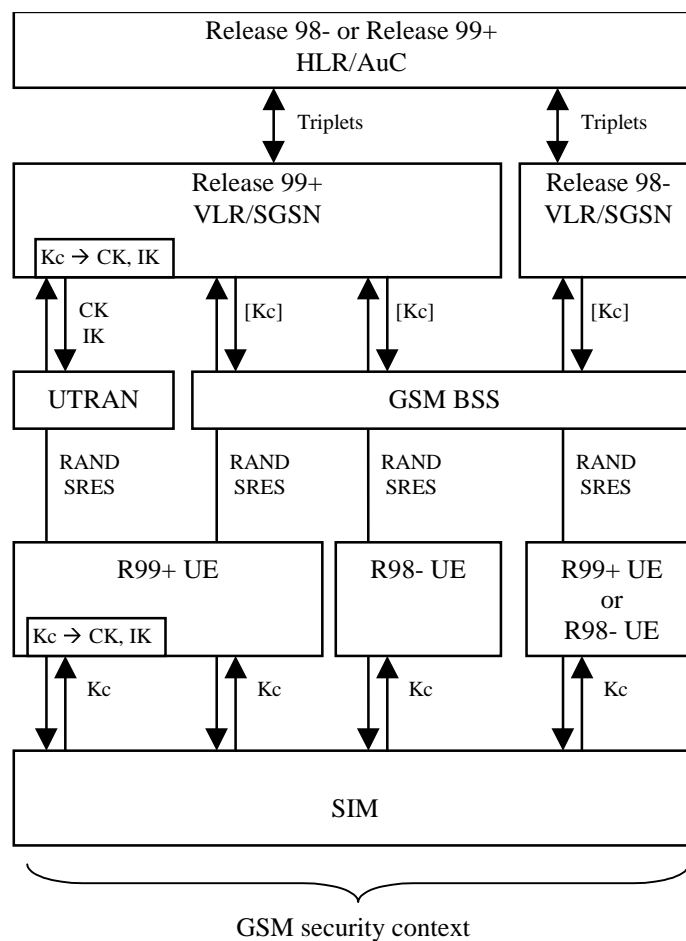 Release 98- or Release 99+
HLR/AuC
Triplets
Triplets
Release 99+
VLR/SGSN
Release 98-
VLR/SGSN
Kc → CK, IK
CK
IK
[Kc]
[Kc]
[Kc]
UTRAN
GSM BSS
RAND
SRES
RAND
SRES
RAND
SRES
RAND
SRES
R99+ UE
R98- UE
R99+ UE
or
R98- UE
Kc → CK, IK
Kc
Kc
Kc
Kc
SIM
GSM security context